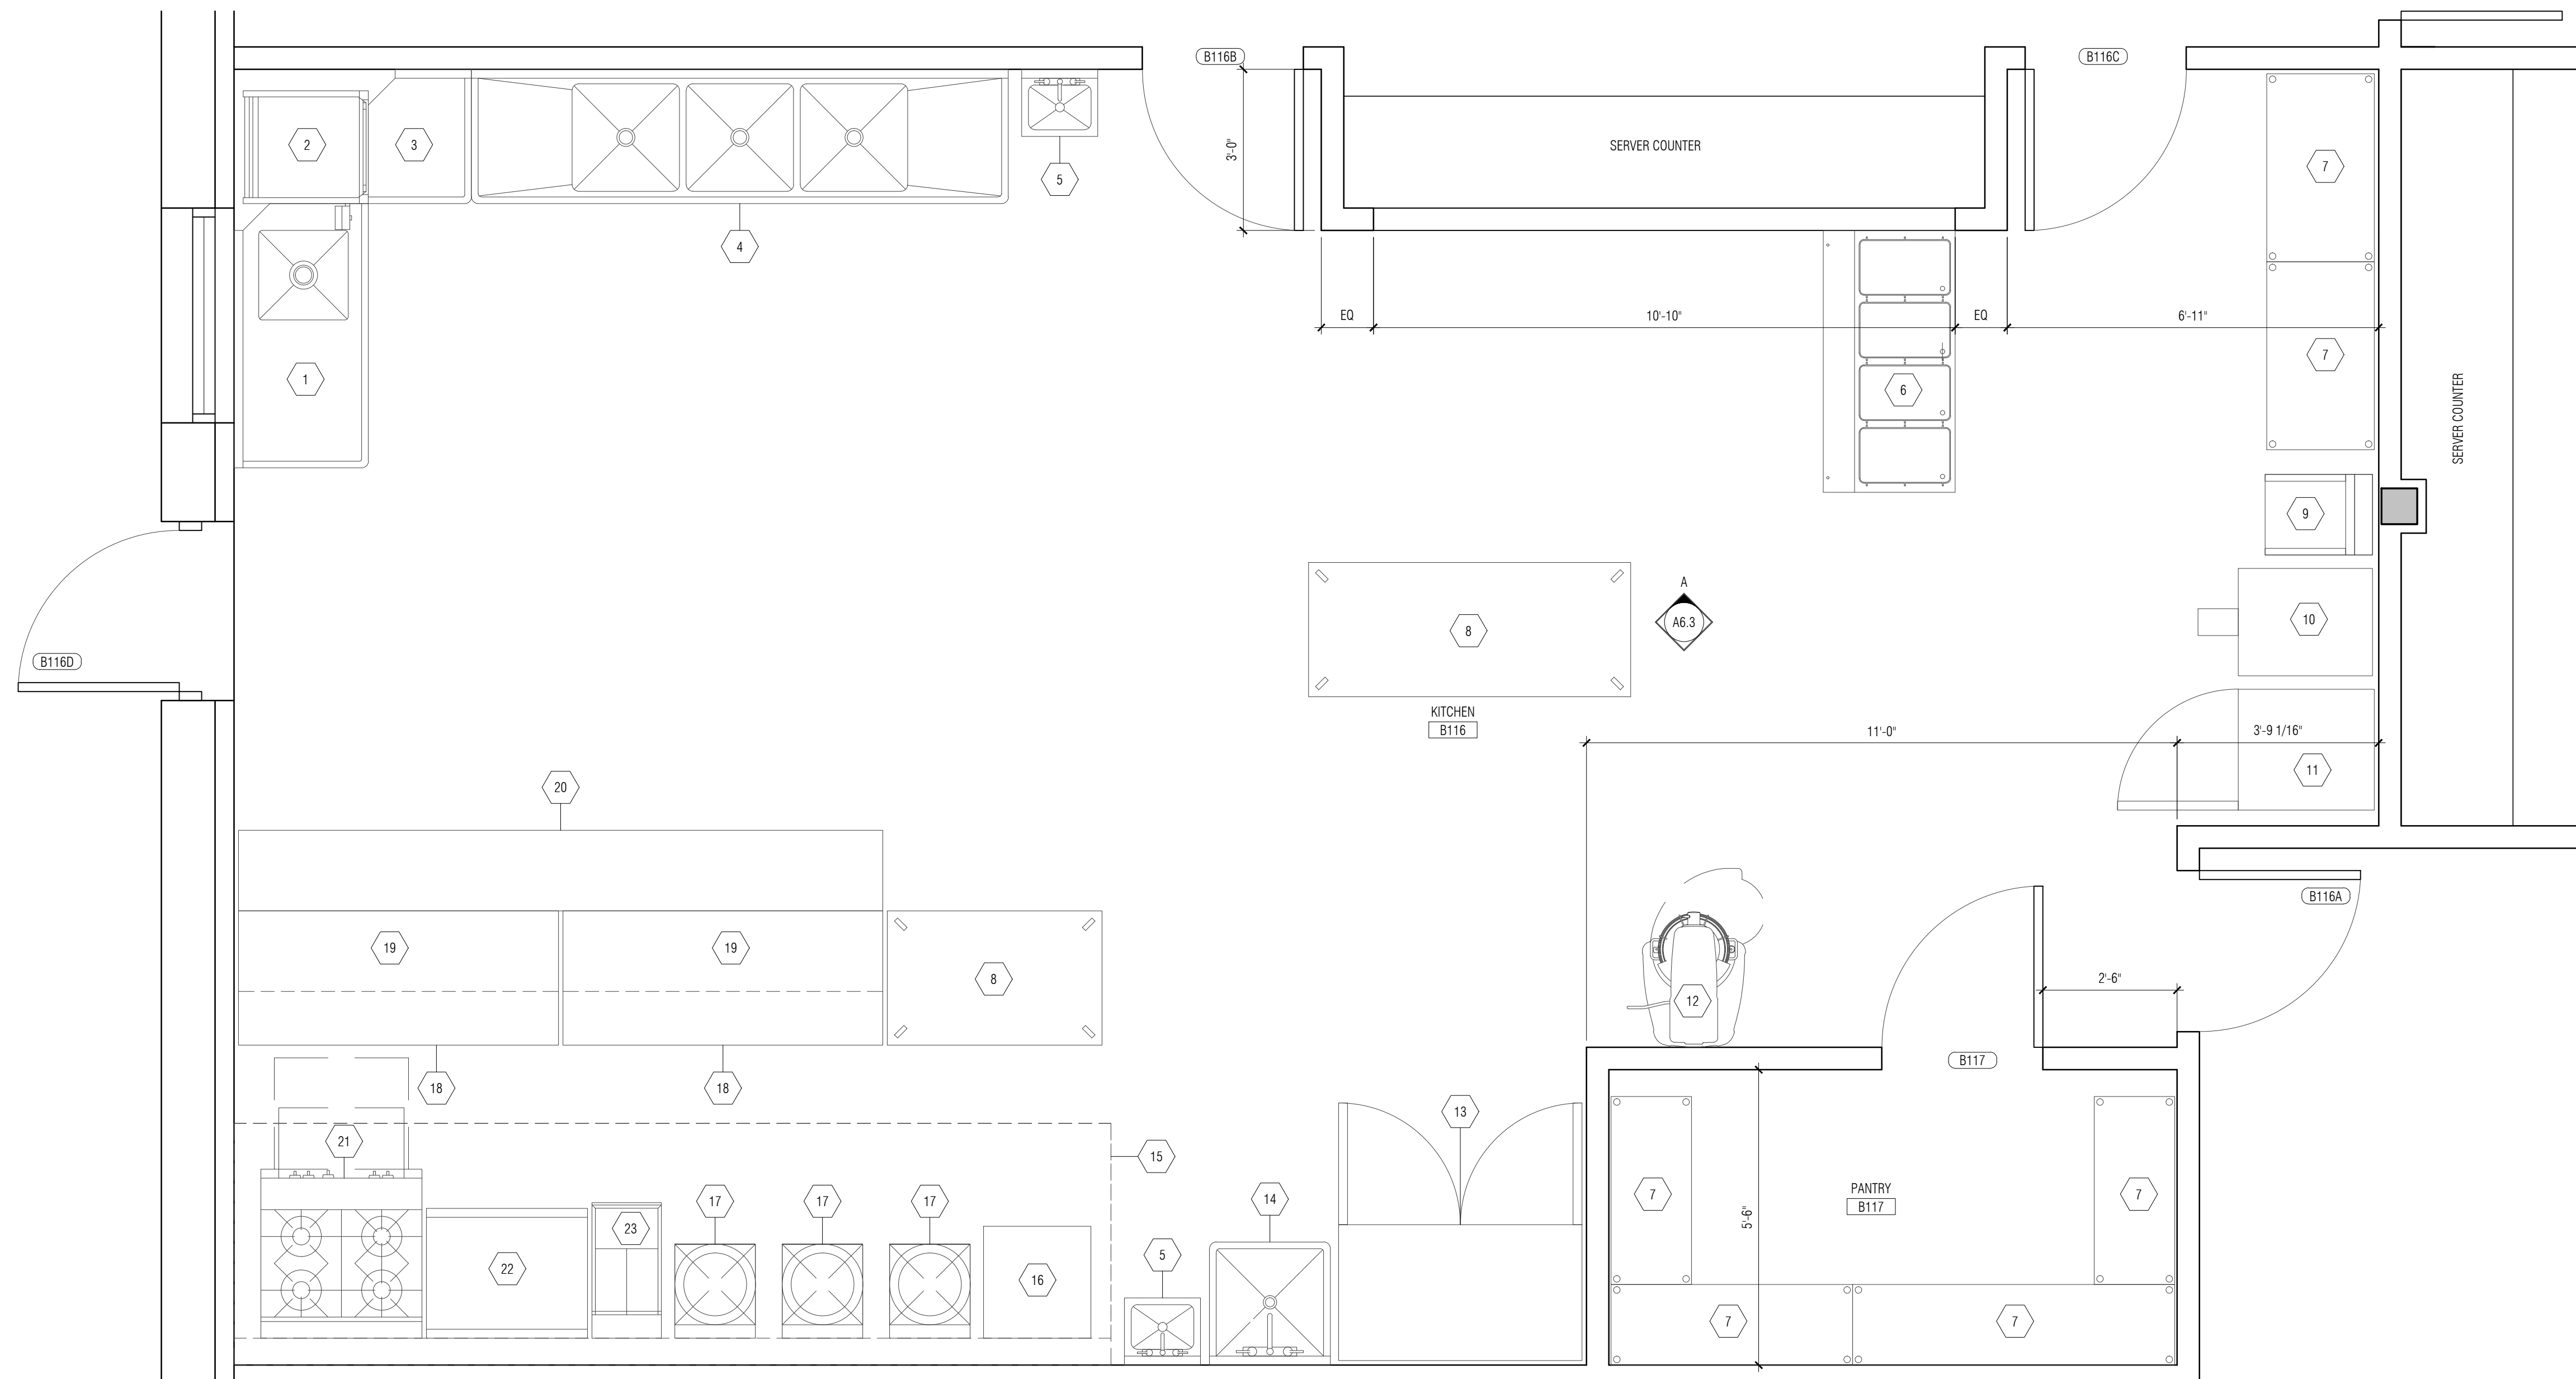 B116B
B116C
2
3
4
5
3'-0"
SERVER COUNTER
7
1
EQ
10'-10"
EQ
6'-11"
7
6
SERVER COUNTER
9
8
A
A6.3
10
B116D
KITCHEN
B116
11'-0"
3'-9 1/16"
11
20
B116A
19
19
8
12
2'-6"
18
18
B117
13
21
15
17
17
17
14
7
PANTRY
B117
7
5'-6"
23
22
16
5
7
7